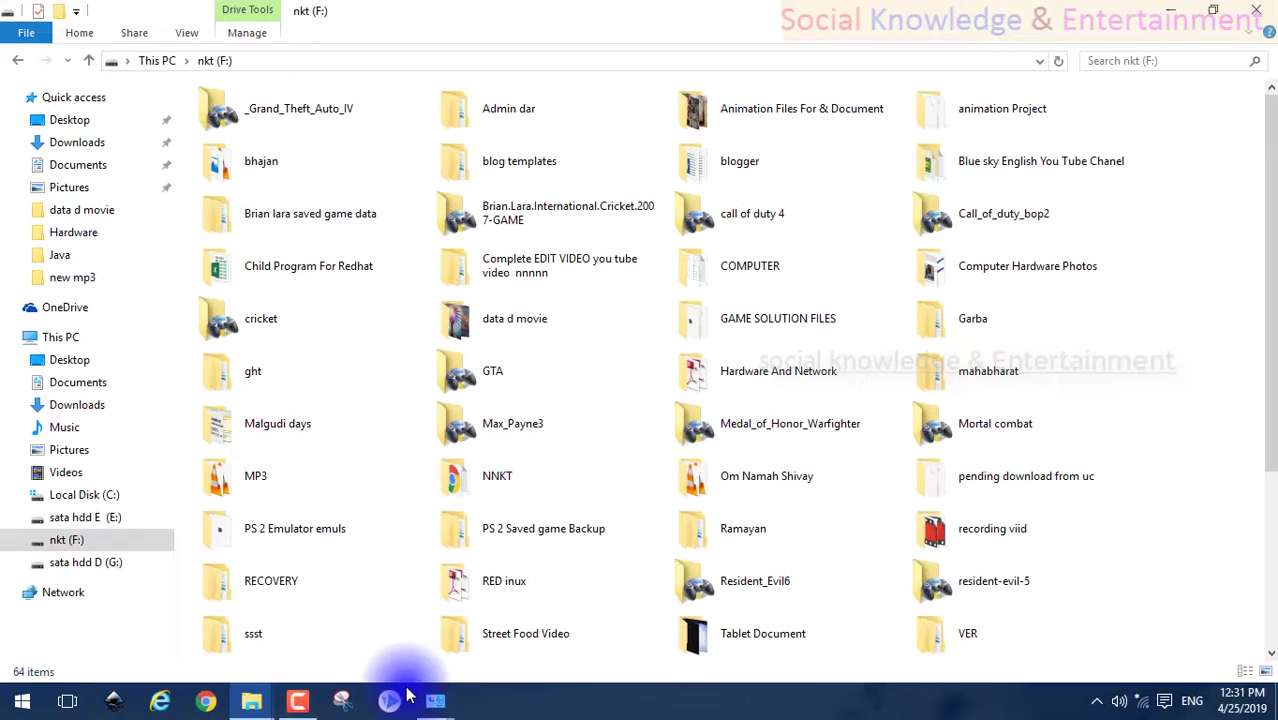 Drive Tools
nkt (F:)
Social Knowledge & Entertainment
File
Home
Share
View
Manage
This PC
nkt (F:)
Search nkt (F:)
Quick access
Desktop
Downloads
Documents
Pictures
data d movie
Hardware
Java
new mp3
OneDrive
This PC
Desktop
Documents
Downloads
Music
Pictures
Videos
Local Disk (C:)
sata hdd E (E:)
nkt (F:)
sata hdd D (G:)
Network
_Grand_Theft_Auto_IV
Admin dar
Animation Files For & Document
animation Project
bhajan
blog templates
blogger
Blue sky English You Tube Chanel
Brian lara saved game data
Brian.Lara.International.Cricket.200
7-GAME
call of duty 4
Call_of_duty_bop2
Child Program For Redhat
Complete EDIT VIDEO you tube
video nnnnn
COMPUTER
Computer Hardware Photos
cricket
data d movie
GAME SOLUTION FILES
Garba
social knowledge & Entertainment
ght
GTA
Hardware And Network
mahabharat
Malgudi days
Max_Payne3
Medal_of_Honor_Warfighter
Mortal combat
MP3
NNKT
Om Namah Shivay
pending download from uc
PS 2 Emulator emuls
PS 2 Saved game Backup
Ramayan
recording viid
RECOVERY
RED inux
Resident_Evil6
resident-evil-5
ssst
Street Food Video
Tablet Document
VER
64 items
ENG
12:31 PM
4/25/2019